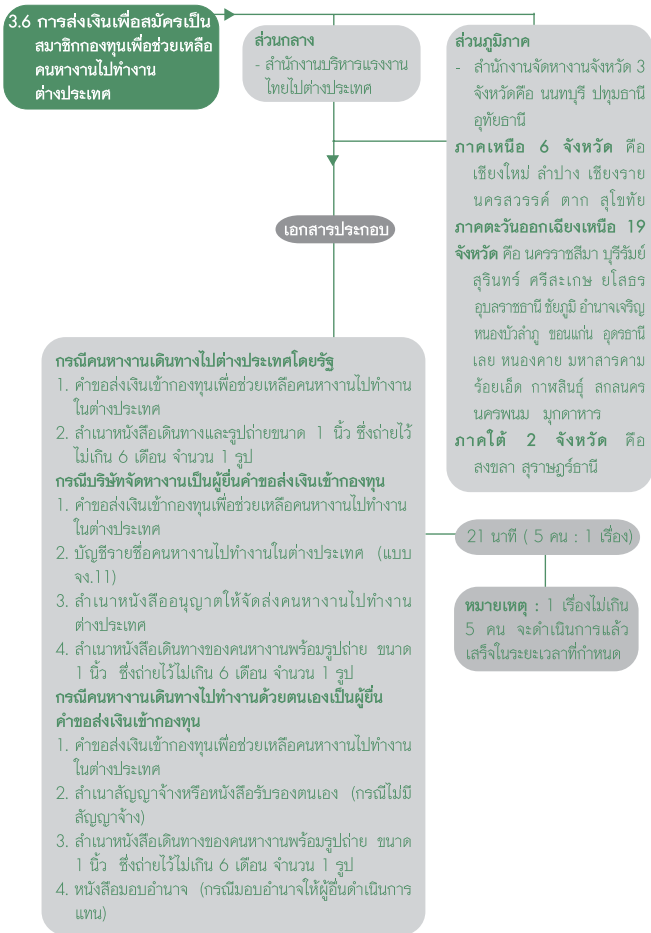 3.6 การส่งเงินเพื่อสมัครเป็น
สมาชิกกองทุนเพื่อช่วยเหลือ
คนหางานไปทำงาน
ต่างประเทศ
ส่วนกลาง
- สำนักงานบริหารแรงงาน
ไทยไปต่างประเทศ
ส่วนภูมิภาค
- สำนักงานจัดหางานจังหวัด 3
จังหวัดคือ นนทบุรี ปทุมธานี
อุทัยธานี
ภาคเหนือ 6 จังหวัด คือ
เชียงใหม่ ลำปาง เชียงราย
นครสวรรค์ ตาก สุโขทัย
ภาคตะวันออกเฉียงเหนือ 19
จังหวัด คือ นครราชสีมา บุรีรัมย์
สุรินทร์ ศรีสะเกษ ยโสธร
อุบลราชธานี ชัยภูมิ อำนาจเจริญ
หนองบัวลำภู ขอนแก่น อุดรธานี
เลย หนองคาย มหาสารคาม
ร้อยเอ็ด กาฬสินธุ์ สกลนคร
นครพนม มุกดาหาร
ภาคใต้ 2 จังหวัด คือ
สงขลา สุราษฎร์ธานี
เอกสารประกอบ
กรณีคนหางานเดินทางไปต่างประเทศโดยรัฐ
1. คำขอส่งเงินเข้ากองทุนเพื่อช่วยเหลือคนหางานไปทำงาน
ในต่างประเทศ
2. สำเนาหนังสือเดินทางและรูปถ่ายขนาด 1 นิ้ว ซึ่งถ่ายไว้
ไม่เกิน 6 เดือน จำนวน 1 รูป
กรณีบริษัทจัดหางานเป็นผู้ยื่นคำขอส่งเงินเข้ากองทุน
1. คำขอส่งเงินเข้ากองทุนเพื่อช่วยเหลือคนหางานไปทำงาน
ในต่างประเทศ
2. บัญชีรายชื่อคนหางานไปทำงานในต่างประเทศ (แบบ
จง.11)
3. สำเนาหนังสืออนุญาตให้จัดส่งคนหางานไปทำงาน
ต่างประเทศ
4. สำเนาหนังสือเดินทางของคนหางานพร้อมรูปถ่าย ขนาด
1 นิ้ว ซึ่งถ่ายไว้ไม่เกิน 6 เดือน จำนวน 1 รูป
กรณีคนหางานเดินทางไปทำงานด้วยตนเองเป็นผู้ยื่น
คำขอส่งเงินเข้ากองทุน
1. คำขอส่งเงินเข้ากองทุนเพื่อช่วยเหลือคนหางานไปทำงาน
ในต่างประเทศ
2. สำเนาสัญญาจ้างหรือหนังสือรับรองตนเอง (กรณีไม่มี
สัญญาจ้าง)
3. สำเนาหนังสือเดินทางของคนหางานพร้อมรูปถ่าย ขนาด
1 นิ้ว ซึ่งถ่ายไว้ไม่เกิน 6 เดือน จำนวน 1 รูป
4. หนังสือมอบอำนาจ (กรณีมอบอำนาจให้ผู้อื่นดำเนินการ
แทน)
21 นาที ( 5 คน : 1 เรื่อง)
หมายเหตุ : 1 เรื่องไม่เกิน
5 คน จะดำเนินการแล้ว
เสร็จในระยะเวลาที่กำหนด